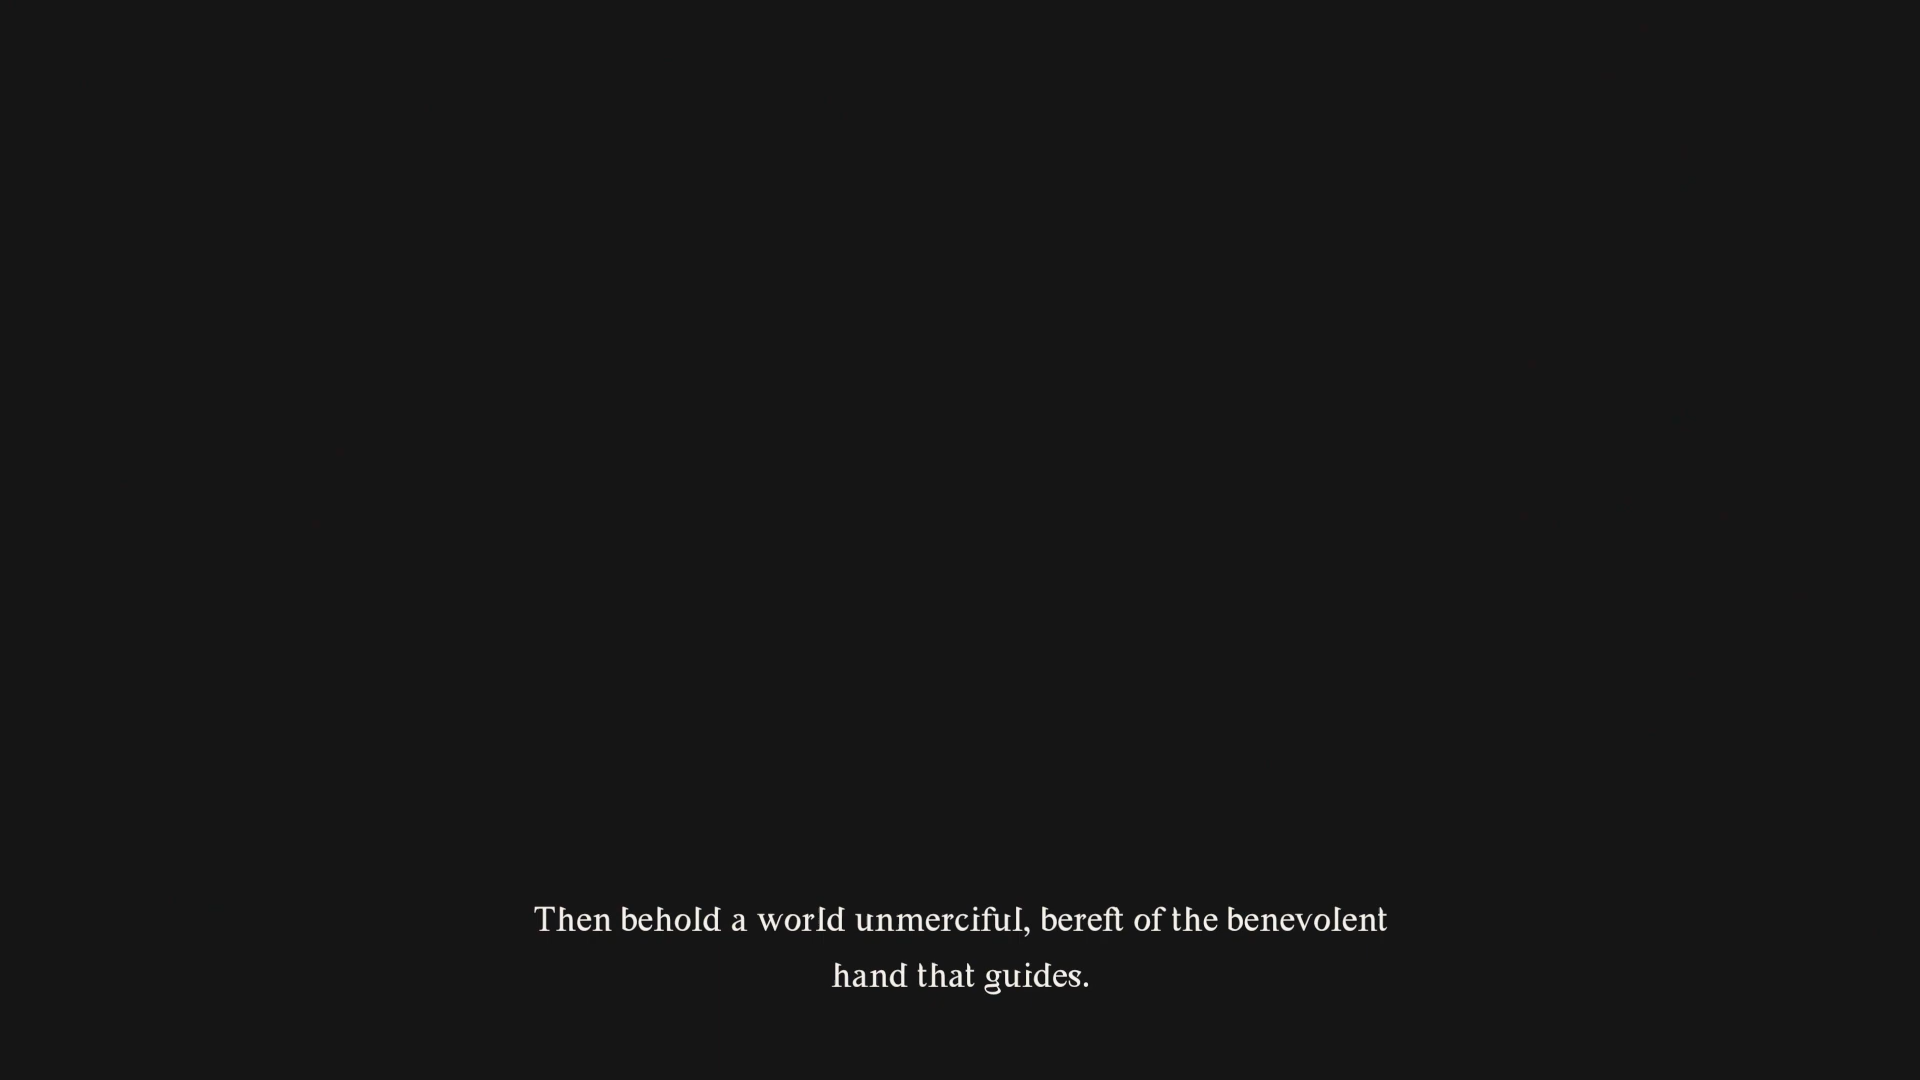 Then behold a world unmerciful, bereft of the benevolent
hand that guides.